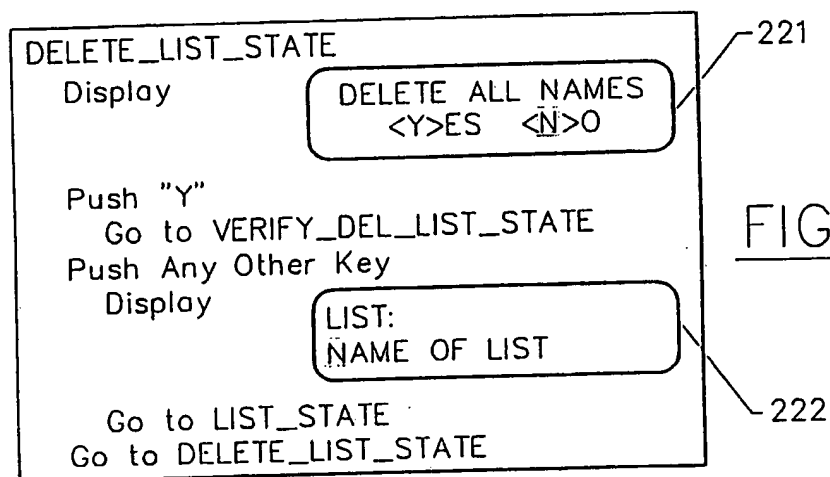 DELETE_LIST_STATE
Display
DELETE ALL NAMES
<Y>ES <N>O
221
Push "Y"
Go to VERIFY_DEL_LIST_STATE
Push Any Other Key
Display
LIST:
NAME OF LIST
222
Go to LIST_STATE
Go to DELETE_LIST_STATE
FIG